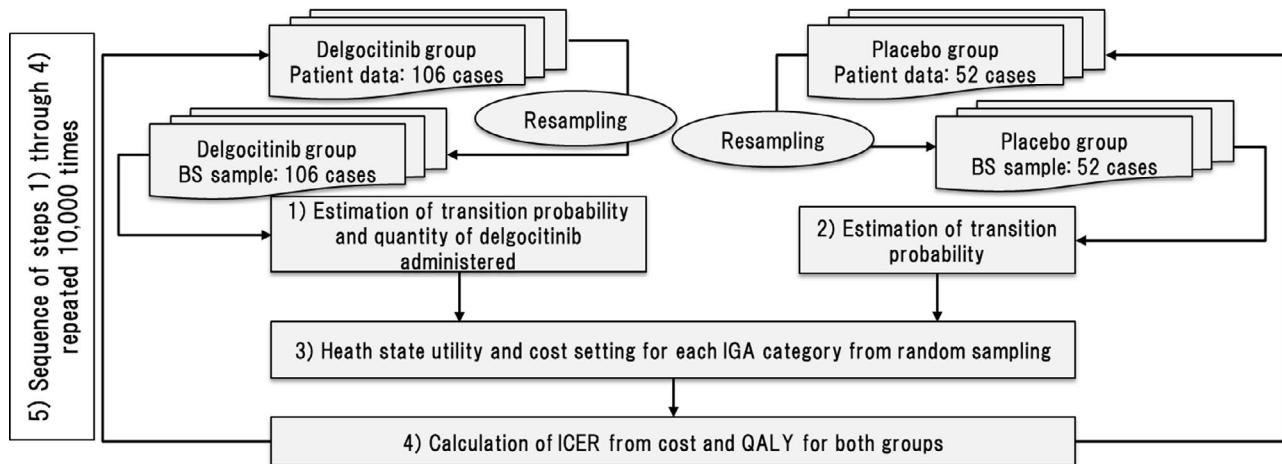 5) Sequence of steps 1) through 4)
repeated 10,000 times
Delgocitinib group
Patient data: 106 cases
Resampling
Delgocitinib group
BS sample: 106 cases
Placebo group
Patient data: 52 cases
Resampling
Placebo group
BS sample: 52 cases
1) Estimation of transition probability
and quantity of delgocitinib
administered
2) Estimation of transition
probability
3) Heath state utility and cost setting for each IGA category from random sampling
4) Calculation of ICER from cost and QALY for both groups